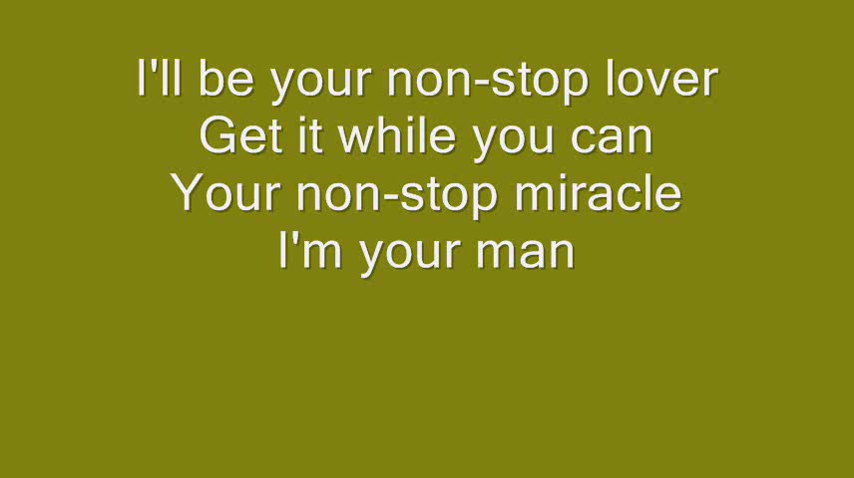 I'll be your non-stop lover
Get it while you can
Your non-stop miracle
I'm your man